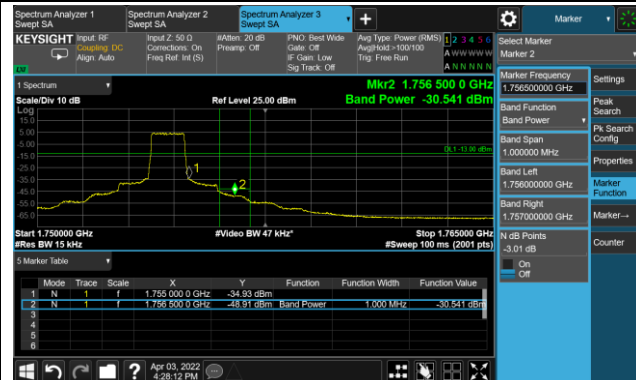 Spectrum Analyzer 1
Swept SA
Spectrum Analyzer 2
Swept SA
Spectrum Analyzer 3
Swept SA
Marker
KEYSIGHT
Input: RF
Coupling: DC
Align: Auto
Input Z: 50 Ω
Corrections: On
Freq Ref: Int (S)
#Atten: 20 dB
Preamp: Off
PNO: Best Wide
Gate: Off
IF Gain: Low
Sig Track: Off
Avg Type: Power (RMS)
Avg|Hold >100/100
Trig: Free Run
1 2 3 4 5 6
A W W W W W
A N N N N N
LXI
Select Marker
Marker 2
Marker Frequency
1.756500000 GHz
Band Function
Band Power
Band Span
1.000000 MHz
Band Left
1.756000000 GHz
Band Right
1.757000000 GHz
N dB Points
-3.01 dB
On
Off
Settings
Peak
Search
Pk Search
Config
Properties
Marker
Function
Marker→
Counter
1 Spectrum
Scale/Div 10 dB
Ref Level 25.00 dBm
Mkr2 1.756 500 0 GHz
Band Power -30.541 dBm
Log
15.0
5.00
-5.00
-15.0
-25.0
-35.0
-45.0
-55.0
-65.0
DL1 -13.00 dBm
1
2
Start 1.750000 GHz
#Res BW 15 kHz
#Video BW 47 kHz*
Stop 1.765000 GHz
#Sweep 100 ms (2001 pts)
5 Marker Table
Mode Trace Scale X Y Function Function Width Function Value
1 N 1 f 1.755 000 0 GHz -34.93 dBm
2 N 1 f 1.756 500 0 GHz -48.91 dBm Band Power 1.000 MHz -30.541 dBm
3
4
5
6
?
Apr 03, 2022
4:28:12 PM